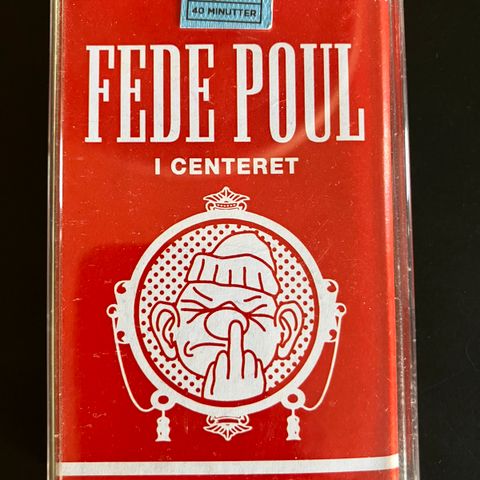 40 MINUTTER
FEDE POUL
I CENTERET